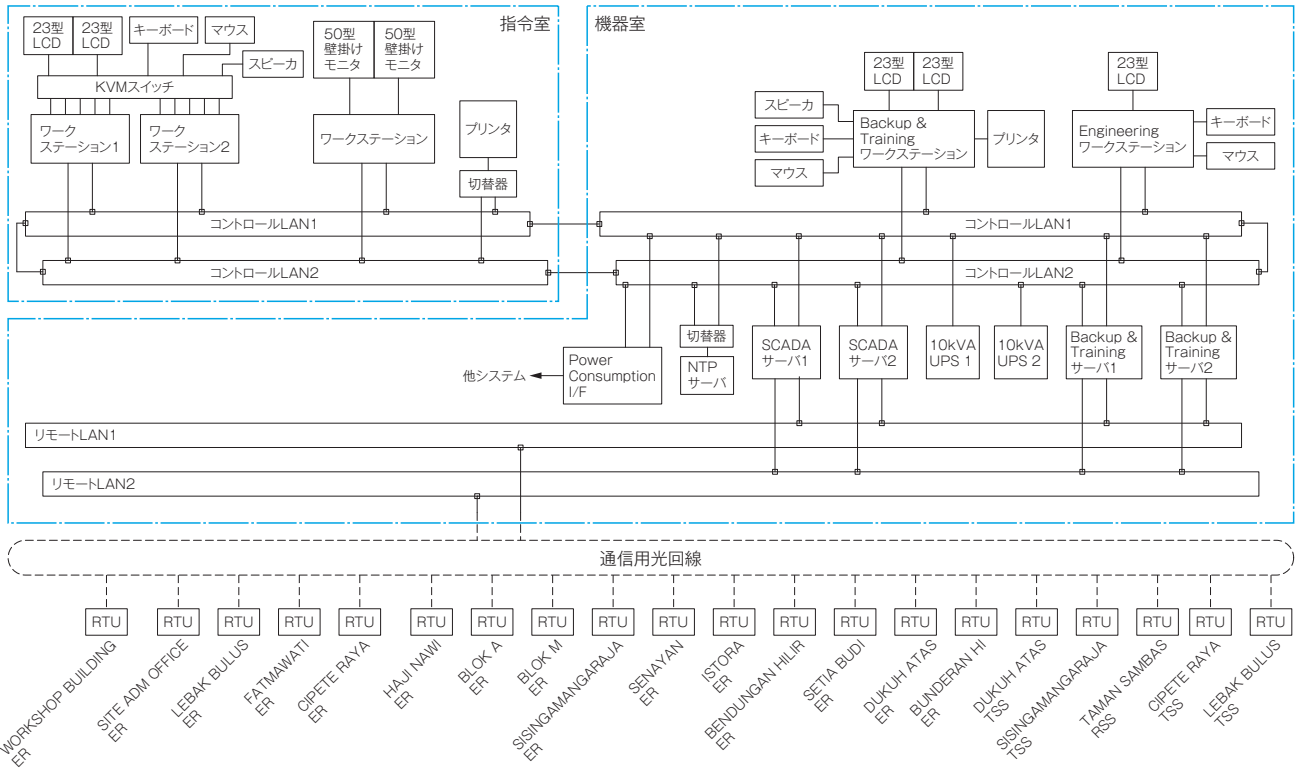 指令室
機器室
23型
LCD
23型
LCD
キーボード
マウス
スピーカ
KVMスイッチ
50型
壁掛け
モニタ
50型
壁掛け
モニタ
ワーク
ステーション1
ワーク
ステーション2
ワークステーション
プリンタ
切替器
コントロールLAN1
コントロールLAN2
23型
LCD
23型
LCD
23型
LCD
スピーカ
キーボード
マウス
Backup &
Training
ワークステーション
プリンタ
Engineering
ワークステーション
キーボード
マウス
コントロールLAN1
コントロールLAN2
他システム
Power
Consumption
I/F
切替器
NTP
サーバ
SCADA
サーバ1
SCADA
サーバ2
10kVA
UPS 1
10kVA
UPS 2
Backup &
Training
サーバ1
Backup &
Training
サーバ2
リモートLAN1
リモートLAN2
通信用光回線
RTU
WORKSHOP BUILDING
ER
RTU
SITE ADM OFFICE
ER
RTU
LEBAK BULUS
ER
RTU
FATMAWATI
ER
RTU
CIPETE RAYA
ER
RTU
HAJI NAWI
ER
RTU
BLOK A
ER
RTU
BLOK M
ER
RTU
SISINGAMANGARAJA
ER
RTU
SENAYAN
ER
RTU
ISTORA
ER
RTU
BENDUNGAN HILIR
ER
RTU
SETIA BUDI
ER
RTU
DUKUH ATAS
ER
RTU
BUNDERAN HI
ER
RTU
DUKUH ATAS
TSS
RTU
SISINGAMANGARAJA
TSS
RTU
TAMAN SAMBAS
RSS
RTU
CIPETE RAYA
TSS
RTU
LEBAK BULUS
TSS